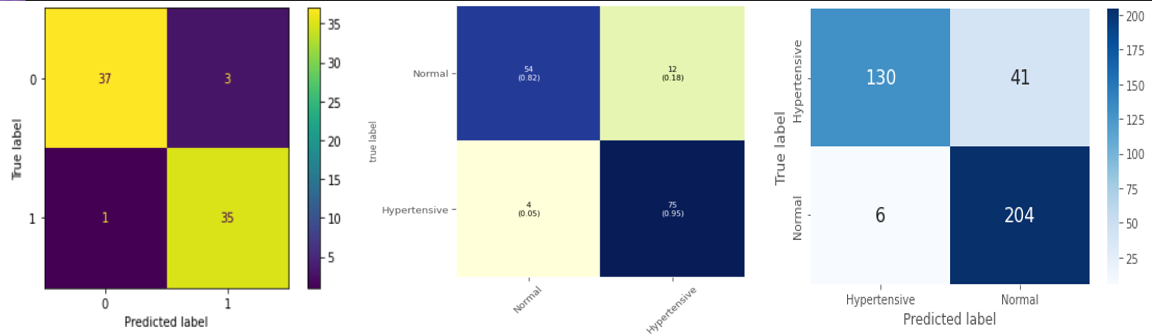 0
1
True label
37
3
1
35
0
1
Predicted label
35
30
25
20
15
10
5
Normal
Hypertensive
true label
54
(0.82)
12
(0.18)
4
(0.05)
75
(0.95)
Normal
Hypertensive
True label
Hypertensive
Normal
130
41
6
204
Hypertensive
Normal
Predicted label
200
175
150
125
100
75
50
25